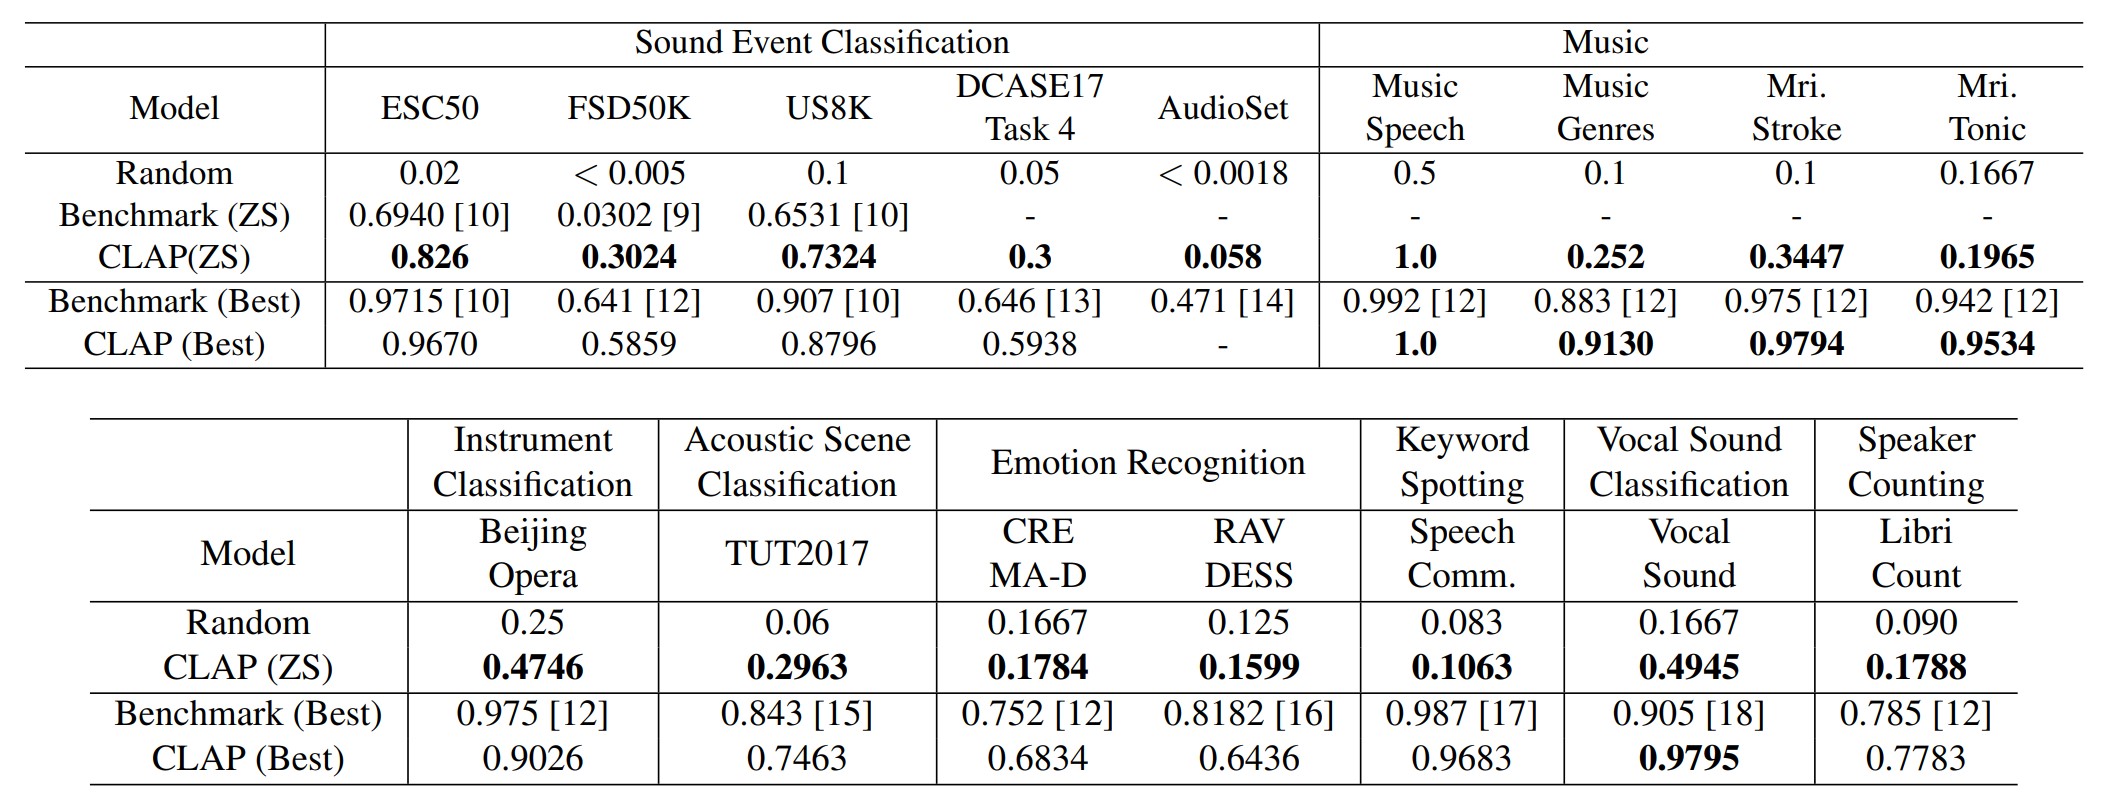 Sound Event Classification Music
Model ESC50 FSD50K US8K DCASE17 Task 4 AudioSet Music Speech Music Genres Mri. Stroke Mri. Tonic
Random 0.02 < 0.005 0.1 0.05 < 0.0018 0.5 0.1 0.1 0.1667
Benchmark (ZS) 0.6940 [10] 0.0302 [9] 0.6531 [10] - - - - - -
CLAP(ZS) 0.826 0.3024 0.7324 0.3 0.058 1.0 0.252 0.3447 0.1965
Benchmark (Best) 0.9715 [10] 0.641 [12] 0.907 [10] 0.646 [13] 0.471 [14] 0.992 [12] 0.883 [12] 0.975 [12] 0.942 [12]
CLAP (Best) 0.9670 0.5859 0.8796 0.5938 - 1.0 0.9130 0.9794 0.9534
Instrument Classification Acoustic Scene Classification Emotion Recognition Keyword Spotting Vocal Sound Classification Speaker Counting
Model Beijing Opera TUT2017 CRE MA-D RAV DESS Speech Comm. Vocal Sound Libri Count
Random 0.25 0.06 0.1667 0.125 0.083 0.1667 0.090
CLAP (ZS) 0.4746 0.2963 0.1784 0.1599 0.1063 0.4945 0.1788
Benchmark (Best) 0.975 [12] 0.843 [15] 0.752 [12] 0.8182 [16] 0.987 [17] 0.905 [18] 0.785 [12]
CLAP (Best) 0.9026 0.7463 0.6834 0.6436 0.9683 0.9795 0.7783